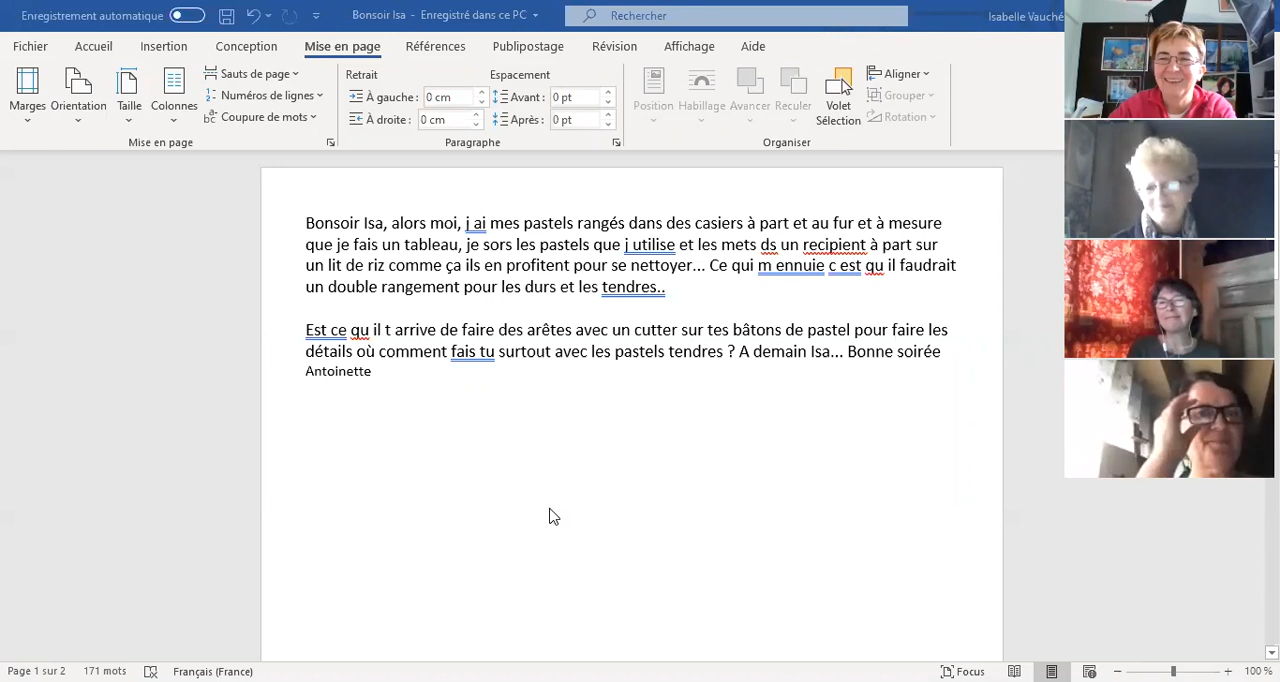 Enregistrement automatique
Bonsoir Isa - Enregistré dans ce PC
Rechercher
Isabelle Vauché
Fichier Accueil Insertion Conception Mise en page Références Publipostage Révision Affichage Aide
Marges
Orientation
Taille
Colonnes
Sauts de page
Numéros de lignes
Coupure de mots
Mise en page
Retrait
À gauche : 0 cm
À droite : 0 cm
Espacement
Avant : 0 pt
Après : 0 pt
Paragraphe
Position
Habillage
Avancer
Reculer
Volet Sélection
Aligner
Grouper
Rotation
Organiser
Bonsoir Isa, alors moi, j ai mes pastels rangés dans des casiers à part et au fur et à mesure
que je fais un tableau, je sors les pastels que j utilise et les mets ds un recipient à part sur
un lit de riz comme ça ils en profitent pour se nettoyer... Ce qui m ennuie c est qu il faudrait
un double rangement pour les durs et les tendres..
Est ce qu il t arrive de faire des arêtes avec un cutter sur tes bâtons de pastel pour faire les
détails où comment fais tu surtout avec les pastels tendres ? A demain Isa... Bonne soirée
Antoinette
Page 1 sur 2 171 mots Français (France) Focus 100 %